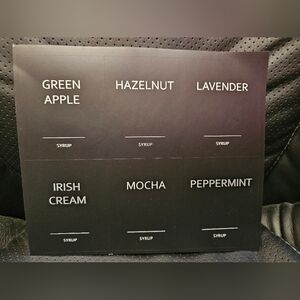 GREEN
APPLE
SYRUP
HAZELNUT
SYRUP
LAVENDER
SYRUP
IRISH
CREAM
SYRUP
MOCHA
SYRUP
PEPPERMINT
SYRUP